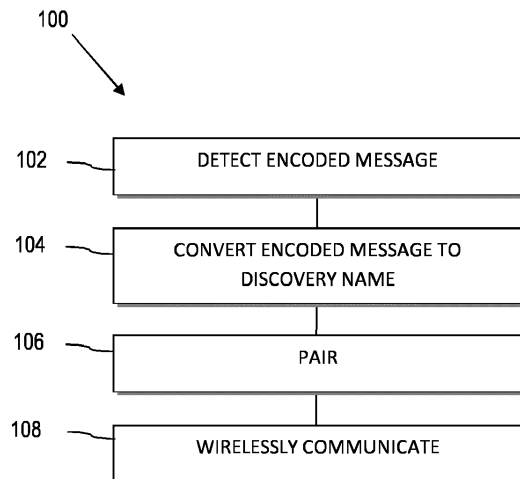 100
102
DETECT ENCODED MESSAGE
104
CONVERT ENCODED MESSAGE TO
DISCOVERY NAME
106
PAIR
108
WIRELESSLY COMMUNICATE